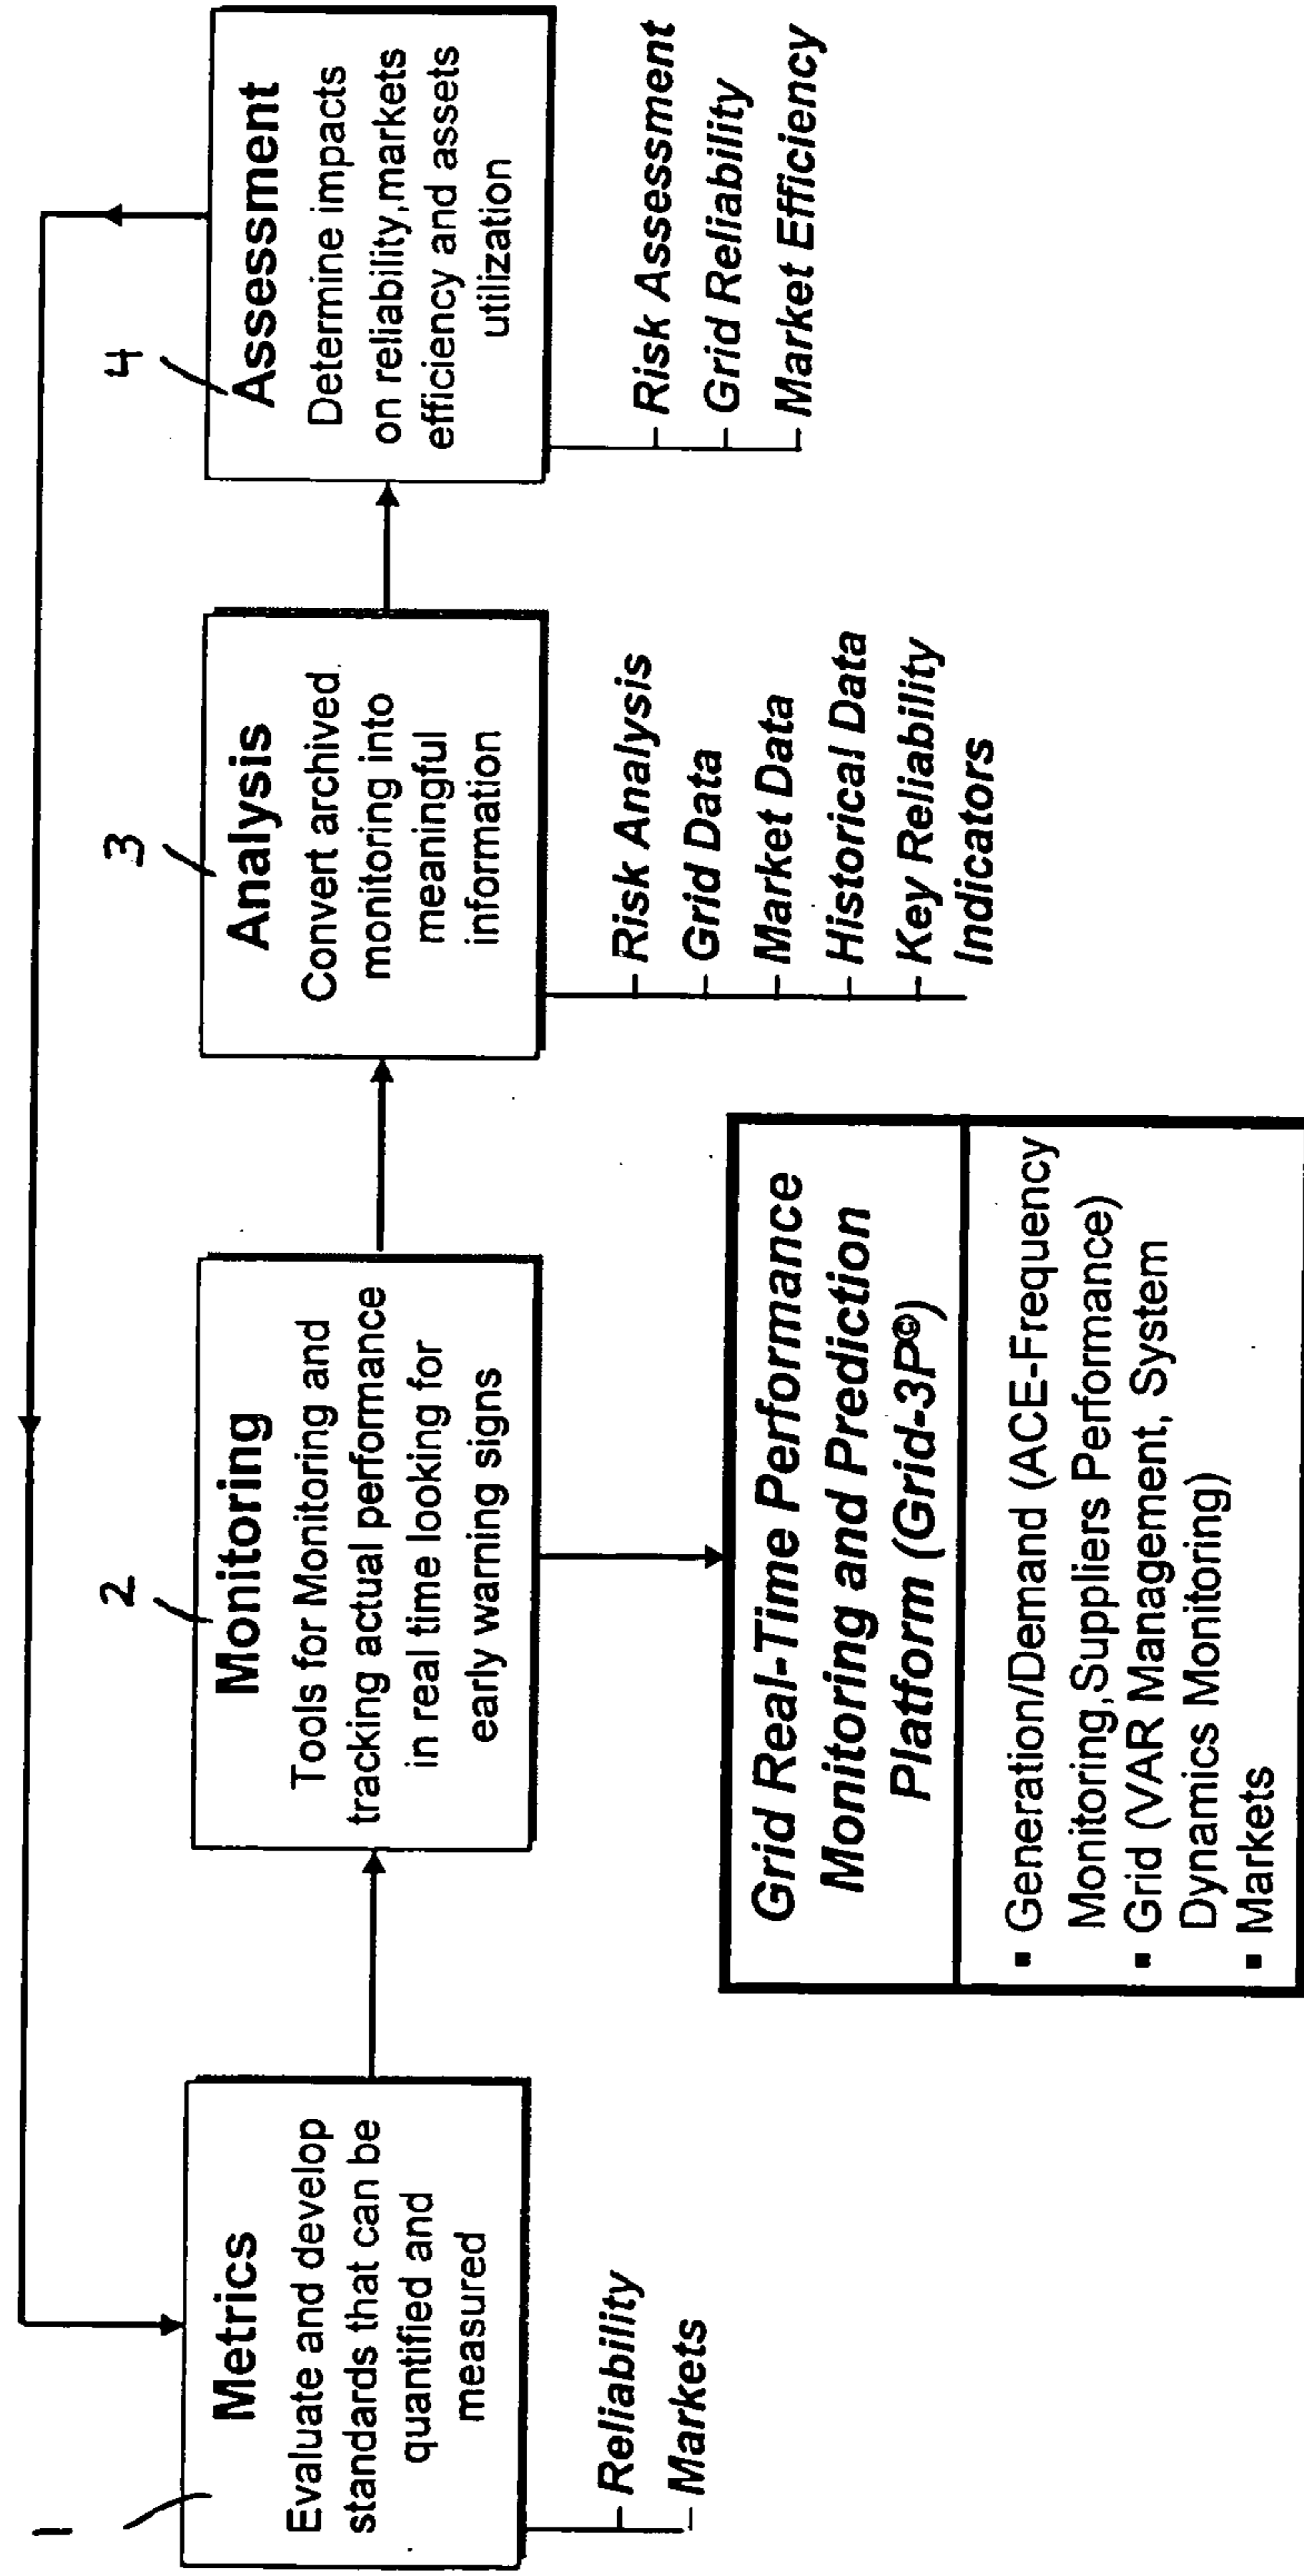 1
Metrics
Evaluate and develop
standards that can be
quantified and
measured
Reliability
Markets
2
Monitoring
Tools for Monitoring and
tracking actual performance
in real time looking for
early warning signs
Grid Real-Time Performance
Monitoring and Prediction
Platform (Grid-3P©)
▪ Generation/Demand (ACE-Frequency
Monitoring,Suppliers Performance)
▪ Grid (VAR Management, System
Dynamics Monitoring)
▪ Markets
3
Analysis
Convert archived
monitoring into
meaningful
information
Risk Analysis
Grid Data
Market Data
Historical Data
Key Reliability
Indicators
4
Assessment
Determine impacts
on reliability,markets
efficiency and assets
utilization
Risk Assessment
Grid Reliability
Market Efficiency